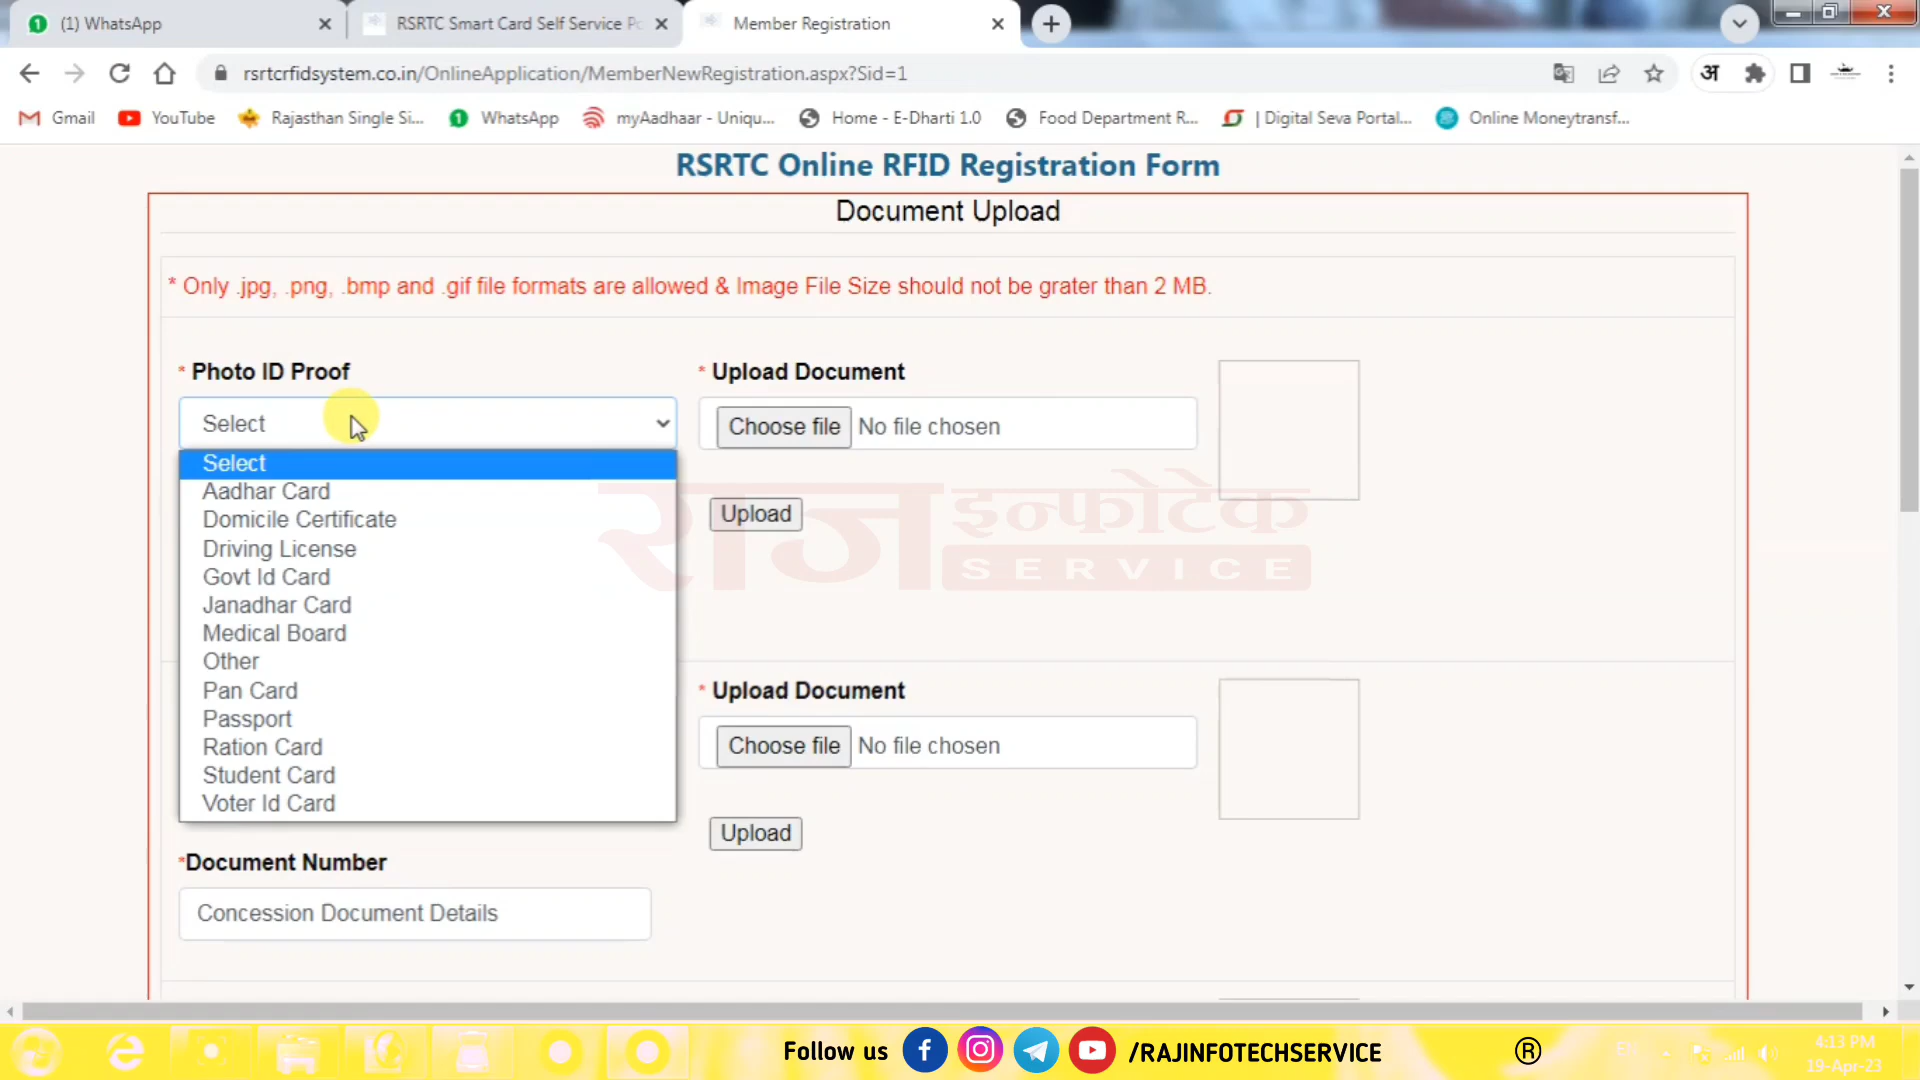 (1) WhatsApp
RSRTC Smart Card Self Service Po
Member Registration
rsrtcrfidsystem.co.in/OnlineApplication/MemberNewRegistration.aspx?Sid=1
अ
Gmail
YouTube
Rajasthan Single Si...
WhatsApp
myAadhaar - Uniqu...
Home - E-Dharti 1.0
Food Department R...
| Digital Seva Portal...
Online Moneytransf...
RSRTC Online RFID Registration Form
Document Upload
* Only .jpg, .png, .bmp and .gif file formats are allowed & Image File Size should not be grater than 2 MB.
* Photo ID Proof
* Upload Document
Select
Choose file No file chosen
Select
Aadhar Card
Domicile Certificate
Driving License
Govt Id Card
Janadhar Card
Medical Board
Other
Pan Card
Passport
Ration Card
Student Card
Voter Id Card
Upload
राज इन्फोटेक
SERVICE
* Upload Document
Choose file No file chosen
Upload
*Document Number
Concession Document Details
Follow us /RAJINFOTECHSERVICE ®
EN
4:13 PM
19-Apr-23